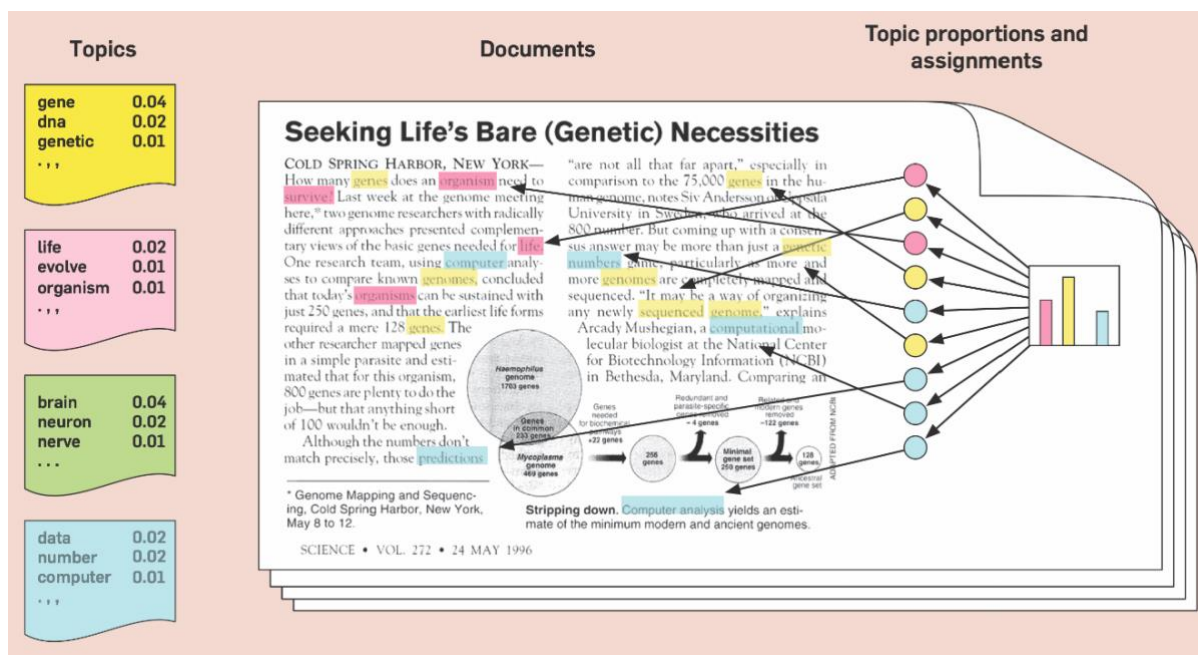 Topics
Documents
Topic proportions and
assignments
gene 0.04
dna 0.02
genetic 0.01
. , ,
life 0.02
evolve 0.01
organism 0.01
. , ,
brain 0.04
neuron 0.02
nerve 0.01
...
data 0.02
number 0.02
computer 0.01
. , ,
Seeking Life's Bare (Genetic) Necessities
COLD SPRING HARBOR, NEW YORK—
How many genes does an organism need to
survive? Last week at the genome meeting
here,* two genome researchers with radically
different approaches presented complemen-
tary views of the basic genes needed for life.
One research team, using computer analy-
ses to compare known genomes, concluded
that today's organisms can be sustained with
just 250 genes, and that the earliest life forms
required a mere 128 genes. The
other researcher mapped genes
in a simple parasite and esti-
mated that for this organism,
800 genes are plenty to do the
job—but that anything short
of 100 wouldn't be enough.
Although the numbers don't
match precisely, those predictions
* Genome Mapping and Sequenc-
ing, Cold Spring Harbor, New York,
May 8 to 12.
"are not all that far apart," especially in
comparison to the 75,000 genes in the hu-
man genome, notes Siv Andersson of Uppsala
University in Sweden, who arrived at the
800 number. But coming up with a consen-
sus answer may be more than just a genetic
numbers game, particularly as more and
more genomes are completely mapped and
sequenced. "It may be a way of organizing
any newly sequenced genome," explains
Arcady Mushegian, a computational mo-
lecular biologist at the National Center
for Biotechnology Information (NCBI)
in Bethesda, Maryland. Comparing an
Haemophilus
genome
1703 genes
Genes
in common
233 genes
Mycoplasma
genome
469 genes
Genes
needed
for biochemical
pathways
+22 genes
256
genes
Redundant and
parasite-specific
genes removed
– 4 genes
Minimal
gene set
250 genes
Related and
modern genes
removed
–122 genes
128
genes
Ancestral
gene set
ADAPTED FROM NCBI
Stripping down. Computer analysis yields an esti-
mate of the minimum modern and ancient genomes.
SCIENCE • VOL. 272 • 24 MAY 1996